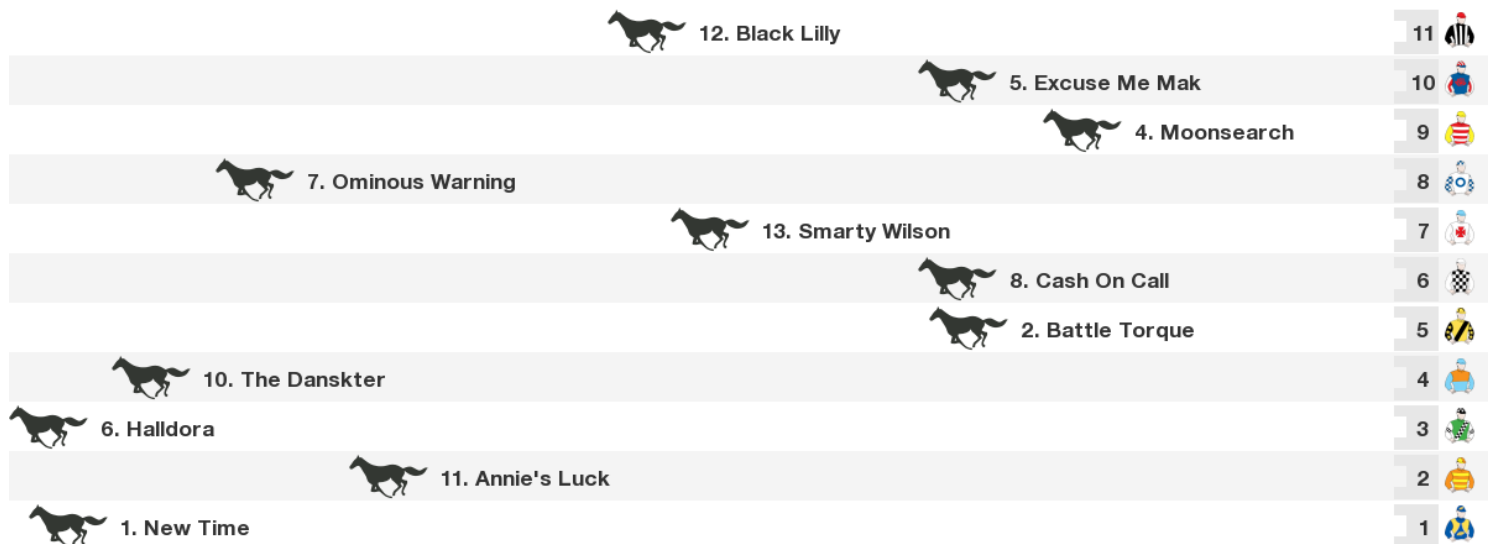 12. Black Lilly 11
5. Excuse Me Mak 10
4. Moonsearch 9
7. Ominous Warning 8
13. Smarty Wilson 7
8. Cash On Call 6
2. Battle Torque 5
10. The Danskter 4
6. Halldora 3
11. Annie's Luck 2
1. New Time 1